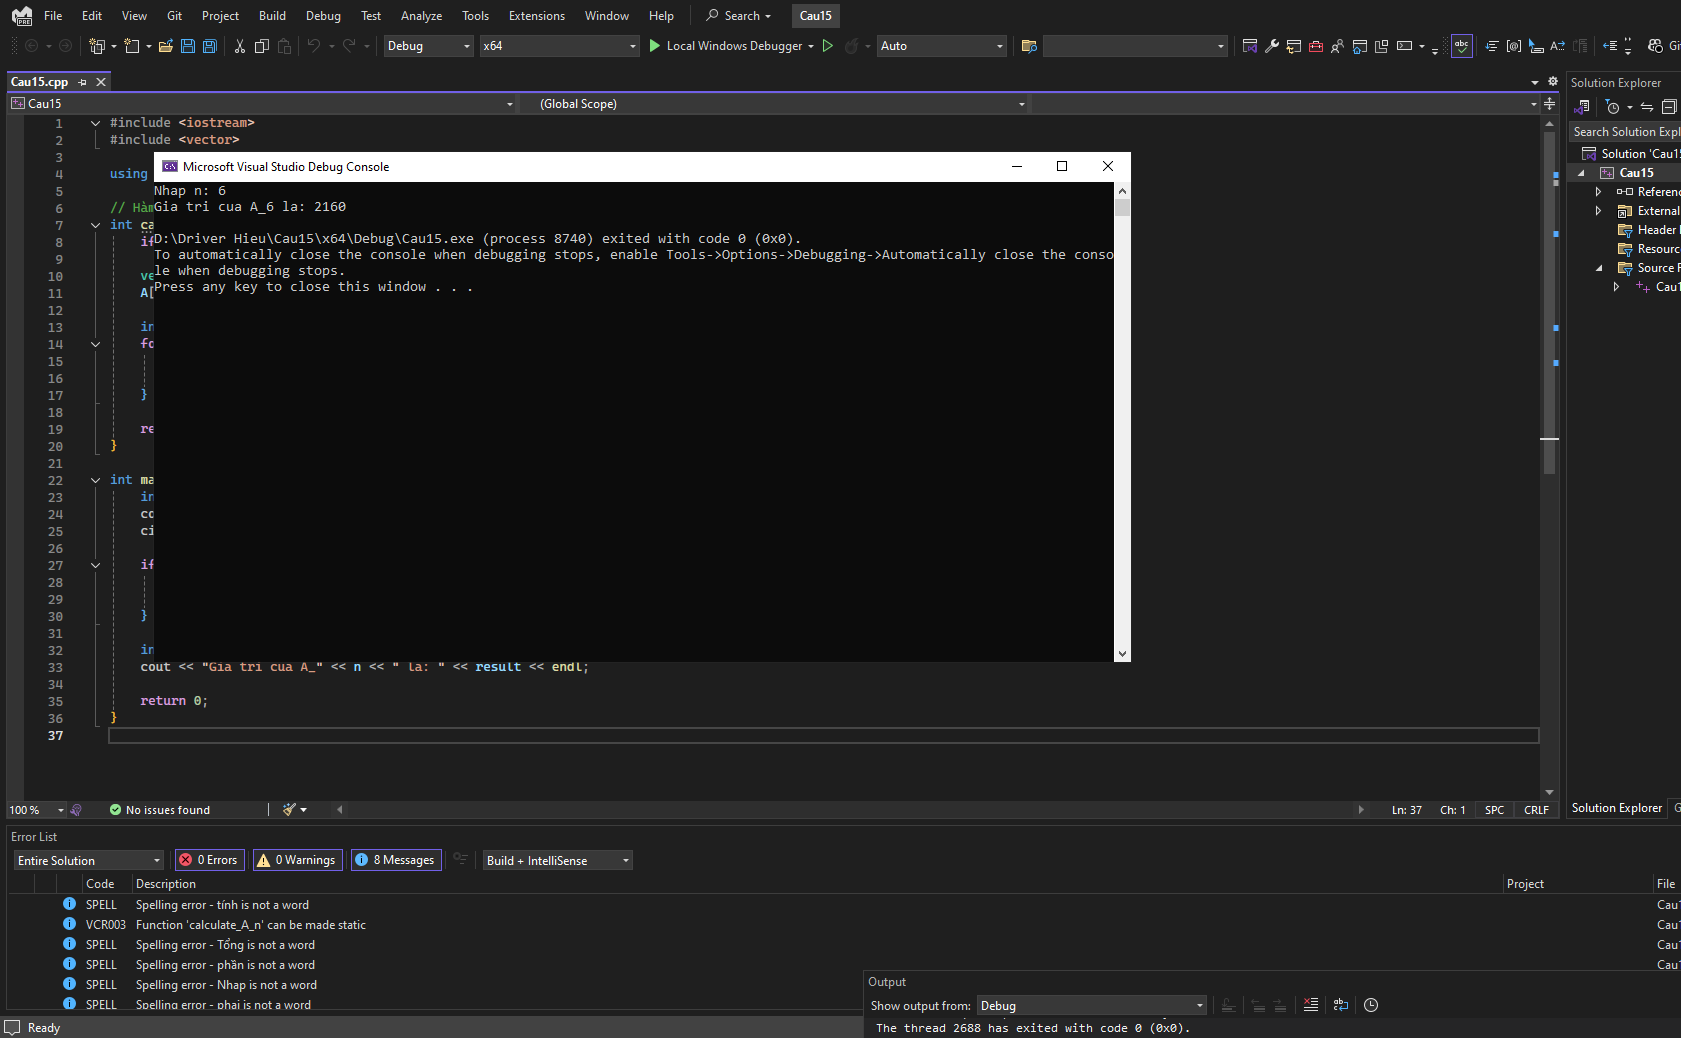 File Edit View Git Project Build Debug Test Analyze Tools Extensions Window Help Search Cau15
PRE
Debug x64 Local Windows Debugger Auto
Cau15.cpp
Cau15 (Global Scope)
1 #include <iostream>
2 #include <vector>
3
4 using
5
6 // Hàm
7 int ca
8 if
9
10 ve
11 A[
12
13 in
14 fo
15
16
17 }
18
19 re
20 }
21
22 int ma
23 in
24 co
25 ci
26
27 if
28
29
30 }
31
32 in
33 cout << "Gia tri cua A_" << n << " la: " << result << endl;
34
35 return 0;
36 }
37
Microsoft Visual Studio Debug Console
Nhap n: 6
Gia tri cua A_6 la: 2160
D:\Driver Hieu\Cau15\x64\Debug\Cau15.exe (process 8740) exited with code 0 (0x0).
To automatically close the console when debugging stops, enable Tools->Options->Debugging->Automatically close the conso
le when debugging stops.
Press any key to close this window . . .
100 % No issues found Ln: 37 Ch: 1 SPC CRLF
Solution Explorer
Search Solution Expl
Solution 'Cau1
Cau15
Referenc
External
Header
Resourc
Source F
Cau1
Solution Explorer G
Error List
Entire Solution 0 Errors 0 Warnings 8 Messages Build + IntelliSense
Code Description Project File
SPELL Spelling error - tính is not a word Cau1
VCR003 Function 'calculate_A_n' can be made static Cau1
SPELL Spelling error - Tổng is not a word Cau1
SPELL Spelling error - phần is not a word Cau1
SPELL Spelling error - Nhap is not a word
SPELL Spelling error - phai is not a word
Output
Show output from: Debug
The thread 2688 has exited with code 0 (0x0).
Ready